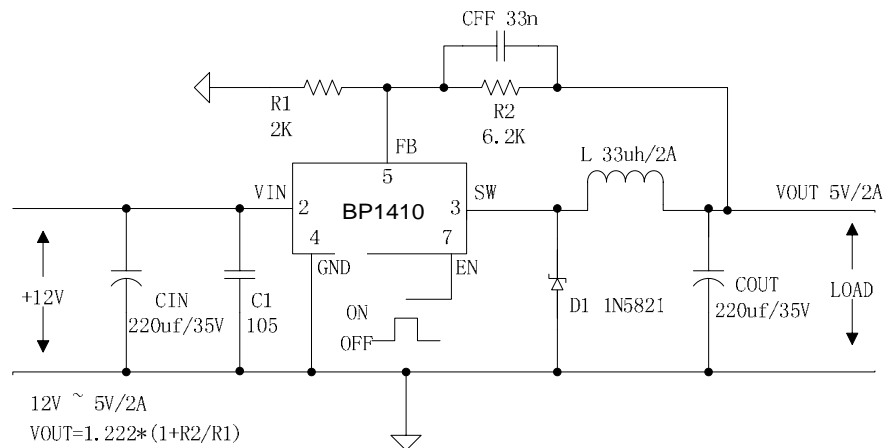 CFF 33n
R1
2K
R2
6.2K
FB
5
L 33uh/2A
VIN
SW
VOUT 5V/2A
2
BP1410
3
4
7
GND
EN
+12V
CIN
220uf/35V
C1
105
ON
OFF
D1 1N5821
COUT
220uf/35V
LOAD
12V ~ 5V/2A
VOUT=1.222*(1+R2/R1)